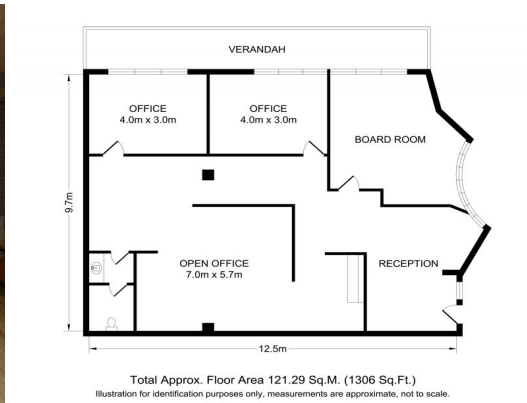 VERANDAH
OFFICE
4.0m x 3.0m
OFFICE
4.0m x 3.0m
BOARD ROOM
9.7m
OPEN OFFICE
7.0m x 5.7m
RECEPTION
12.5m
Total Approx. Floor Area 121.29 Sq.M. (1306 Sq.Ft.)
Illustration for identification purposes only, measurements are approximate, not to scale.